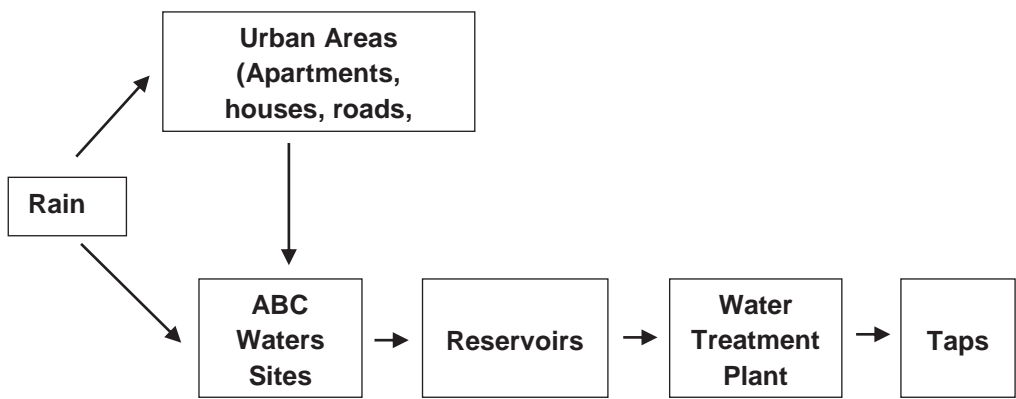 Urban Areas
(Apartments,
houses, roads,
Rain
ABC
Waters
Sites
Reservoirs
Water
Treatment
Plant
Taps